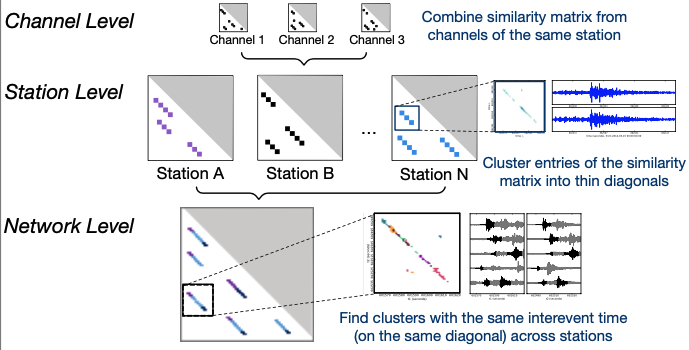 Channel Level
Channel 1
Channel 2
Channel 3
Combine similarity matrix from
channels of the same station
Station Level
...
Station A
Station B
Station N
Cluster entries of the similarity
matrix into thin diagonals
Network Level
Find clusters with the same interevent time
(on the same diagonal) across stations